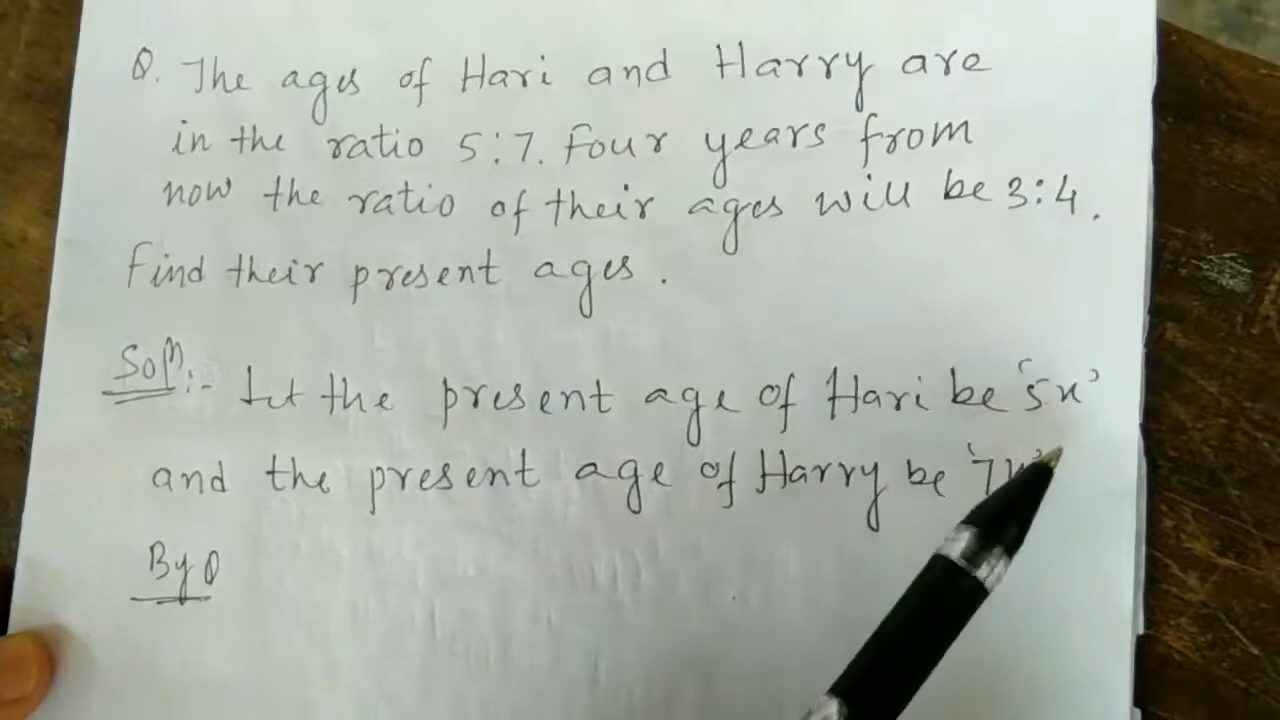 Q. The ages of Hari and Harry are
in the ratio 5:7. Four years from
now the ratio of their ages will be 3:4.
Find their present ages.
Soln:- Let the present age of Hari be '5x'
and the present age of Harry be '7x'
By Q